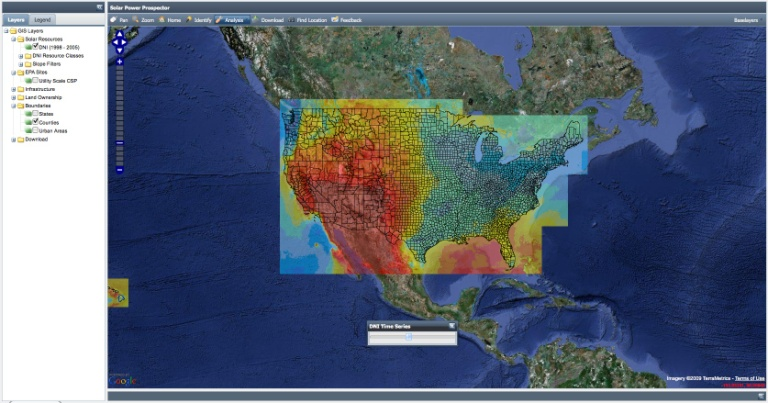 Solar Power Prospector
Layers Legend
Pan Zoom Home Identify Analysis Download Find Location Feedback Baselayers
GIS Layers
Solar Resources
DNI (1998 - 2005)
DNI Resource Classes
Slope Filters
EPA Sites
Utility Scale CSP
Infrastructure
Land Ownership
Boundaries
States
Counties
Urban Areas
Download
DNI Time Series
Google
Imagery ©2009 TerraMetrics - Terms of Use